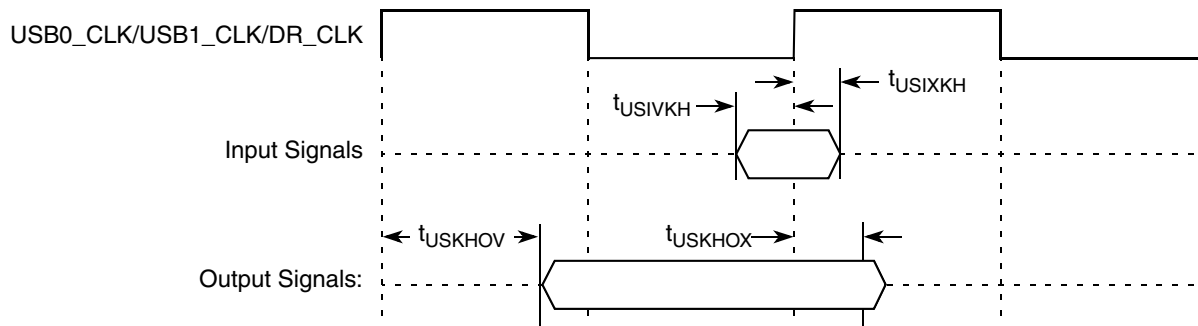 USB0_CLK/USB1_CLK/DR_CLK
tUSIXKH
tUSIVKH
Input Signals
tUSKHOV
tUSKHOX
Output Signals: